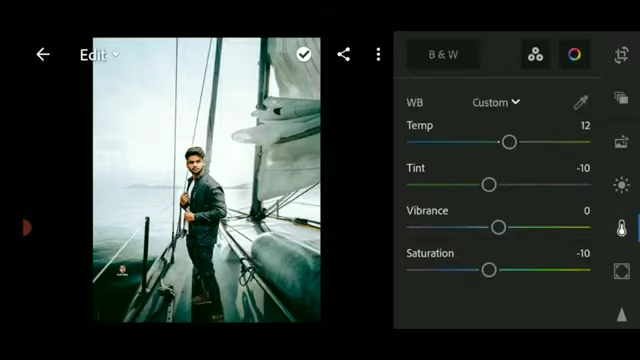 Edit
B & W
WB
Custom
Temp
12
Tint
-10
Vibrance
0
Saturation
-10